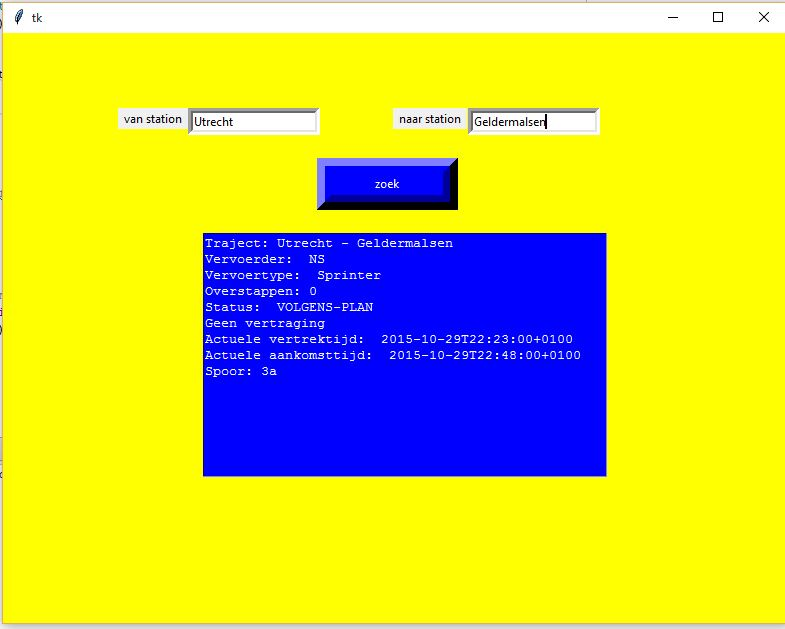 tk
van station Utrecht naar station Geldermalsen
zoek
Traject: Utrecht - Geldermalsen
Vervoerder:  NS
Vervoertype:  Sprinter
Overstappen: 0
Status:  VOLGENS-PLAN
Geen vertraging
Actuele vertrektijd:  2015-10-29T22:23:00+0100
Actuele aankomsttijd:  2015-10-29T22:48:00+0100
Spoor: 3a